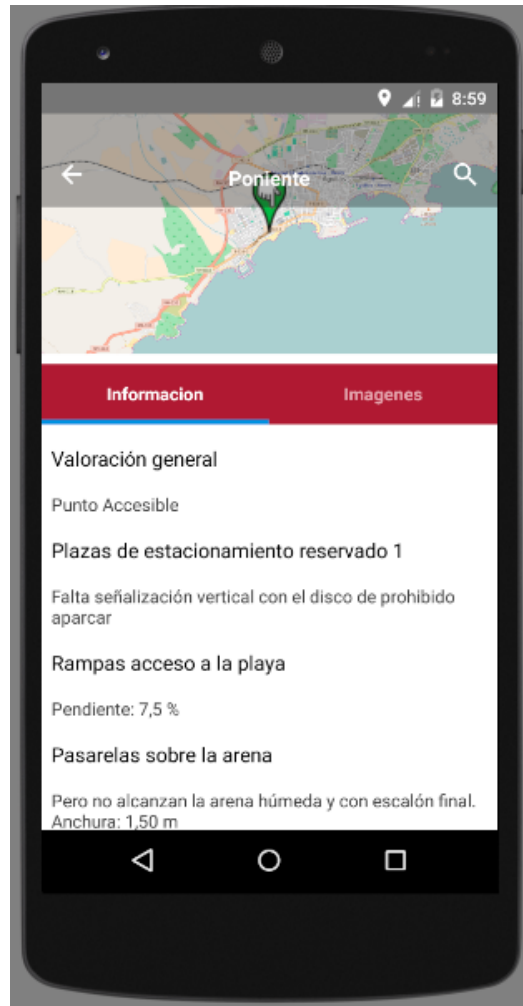 8:59
Poniente
Informacion
Imagenes
Valoración general
Punto Accesible
Plazas de estacionamiento reservado 1
Falta señalización vertical con el disco de prohibido
aparcar
Rampas acceso a la playa
Pendiente: 7,5 %
Pasarelas sobre la arena
Pero no alcanzan la arena húmeda y con escalón final.
Anchura: 1,50 m